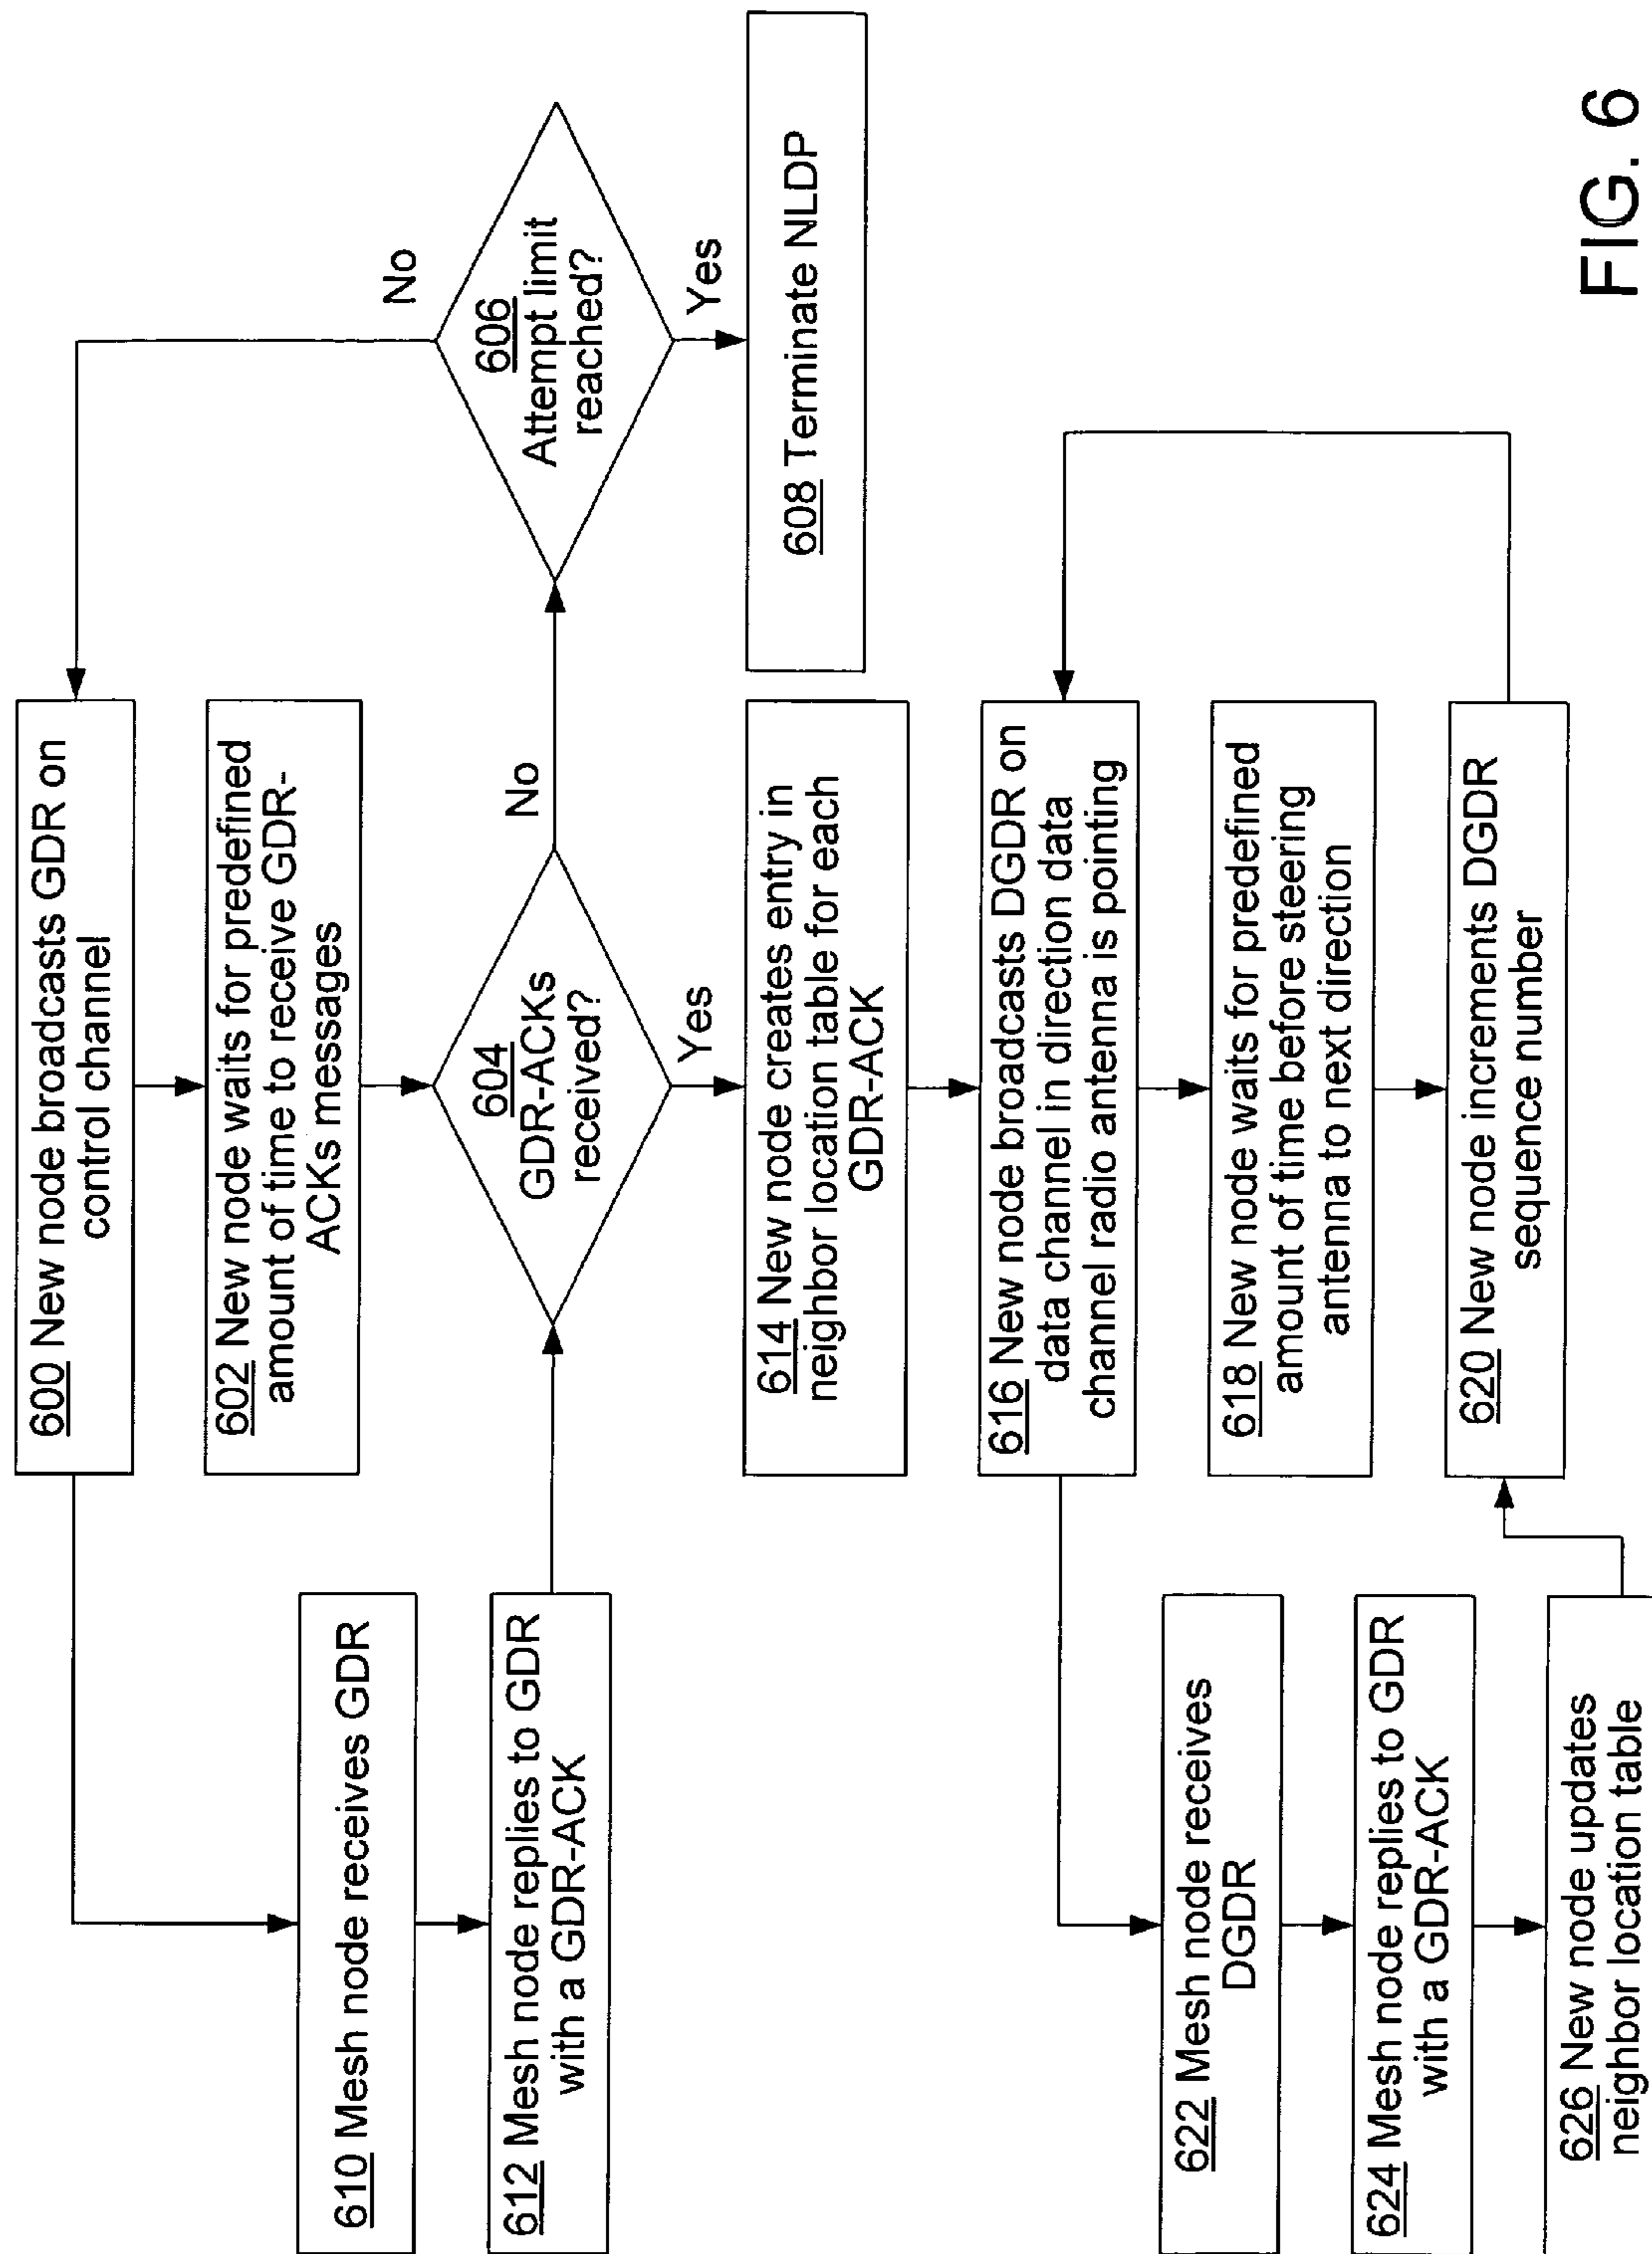 600 New node broadcasts GDR on
control channel
602 New node waits for predefined
amount of time to receive GDR-
ACKs messages
604
GDR-ACKs
received?
No
Yes
606
Attempt limit
reached?
No
Yes
608 Terminate NLDP
610 Mesh node receives GDR
612 Mesh node replies to GDR
with a GDR-ACK
614 New node creates entry in
neighbor location table for each
GDR-ACK
616 New node broadcasts DGDR on
data channel in direction data
channel radio antenna is pointing
618 New node waits for predefined
amount of time before steering
antenna to next direction
620 New node increments DGDR
sequence number
622 Mesh node receives
DGDR
624 Mesh node replies to GDR
with a GDR-ACK
626 New node updates
neighbor location table
FIG. 6